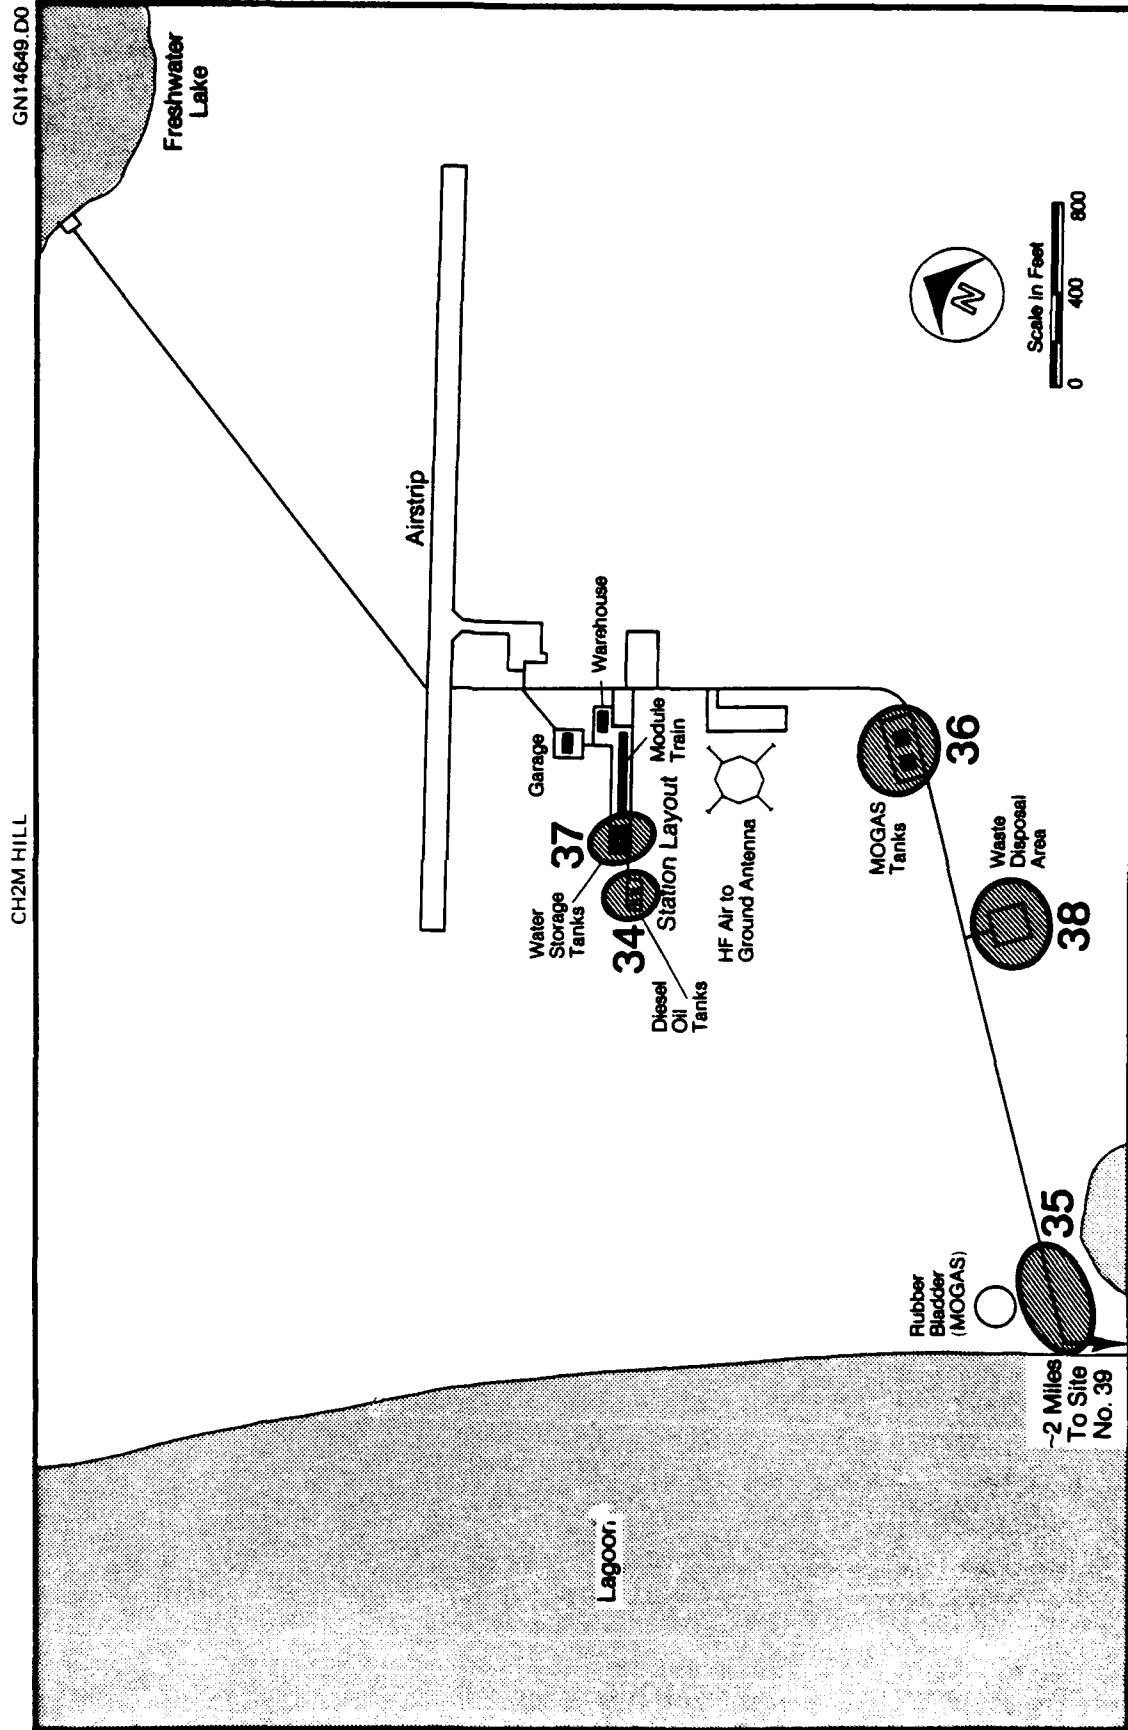 CH2M HILL
GN14649.D0
Freshwater
Lake
Airstrip
Garage
Warehouse
Module
Train
Station Layout
37
Water
Storage
Tanks
34
Diesel
Oil
Tanks
HF Air to
Ground Antenna
36
MOGAS
Tanks
Waste
Disposal
Area
38
35
Rubber
Bladder
(MOGAS)
~2 Miles
To Site
No. 39
Lagoon
N
Scale In Feet
0 400 800